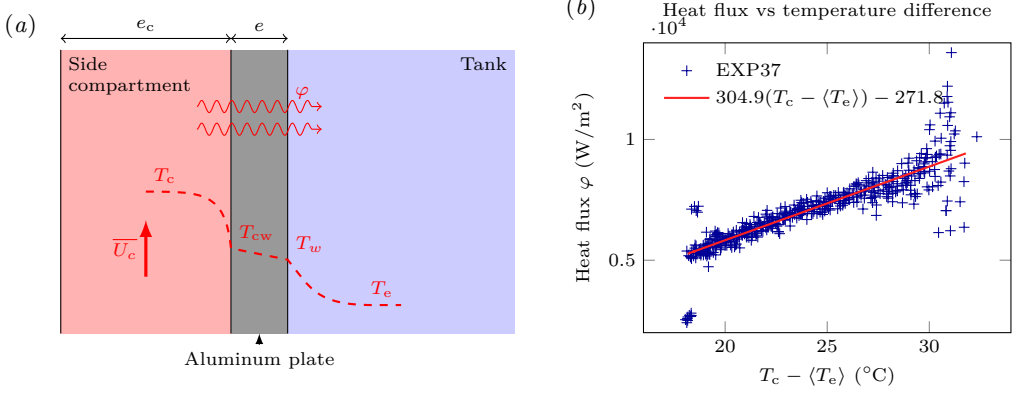 (a)
e_c
e
Side
compartment
Tank
φ
T_c
T_cw
T_w
U_c
T_e
Aluminum plate
(b)
Heat flux vs temperature difference
·10^4
EXP37
304.9(T_c − ⟨T_e⟩) − 271.8
1
0.5
Heat flux φ (W/m²)
20
25
30
T_c − ⟨T_e⟩ (°C)